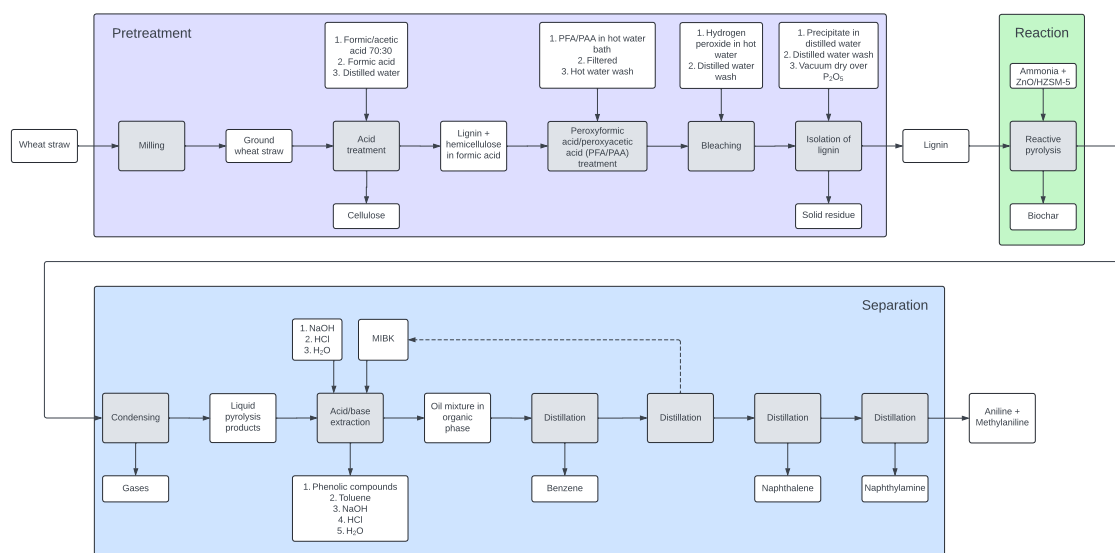 Pretreatment
Reaction
1. Formic/acetic
acid 70:30
2. Formic acid
3. Distilled water
1. PFA/PAA in hot water
bath
2. Filtered
3. Hot water wash
1. Hydrogen
peroxide in hot
water
2. Distilled water
wash
1. Precipitate in
distilled water
2. Distilled water wash
3. Vacuum dry over
P₂O₅
Ammonia +
ZnO/HZSM-5
Wheat straw
Milling
Ground
wheat straw
Acid
treatment
Lignin +
hemicellulose
in formic acid
Peroxyformic
acid/peroxyacetic
acid (PFA/PAA)
treatment
Bleaching
Isolation of
lignin
Lignin
Reactive
pyrolysis
Cellulose
Solid residue
Biochar
Separation
1. NaOH
2. HCl
3. H₂O
MIBK
Condensing
Liquid
pyrolysis
products
Acid/base
extraction
Oil mixture in
organic
phase
Distillation
Distillation
Distillation
Distillation
Aniline +
Methylaniline
Gases
1. Phenolic compounds
2. Toluene
3. NaOH
4. HCl
5. H₂O
Benzene
Naphthalene
Naphthylamine